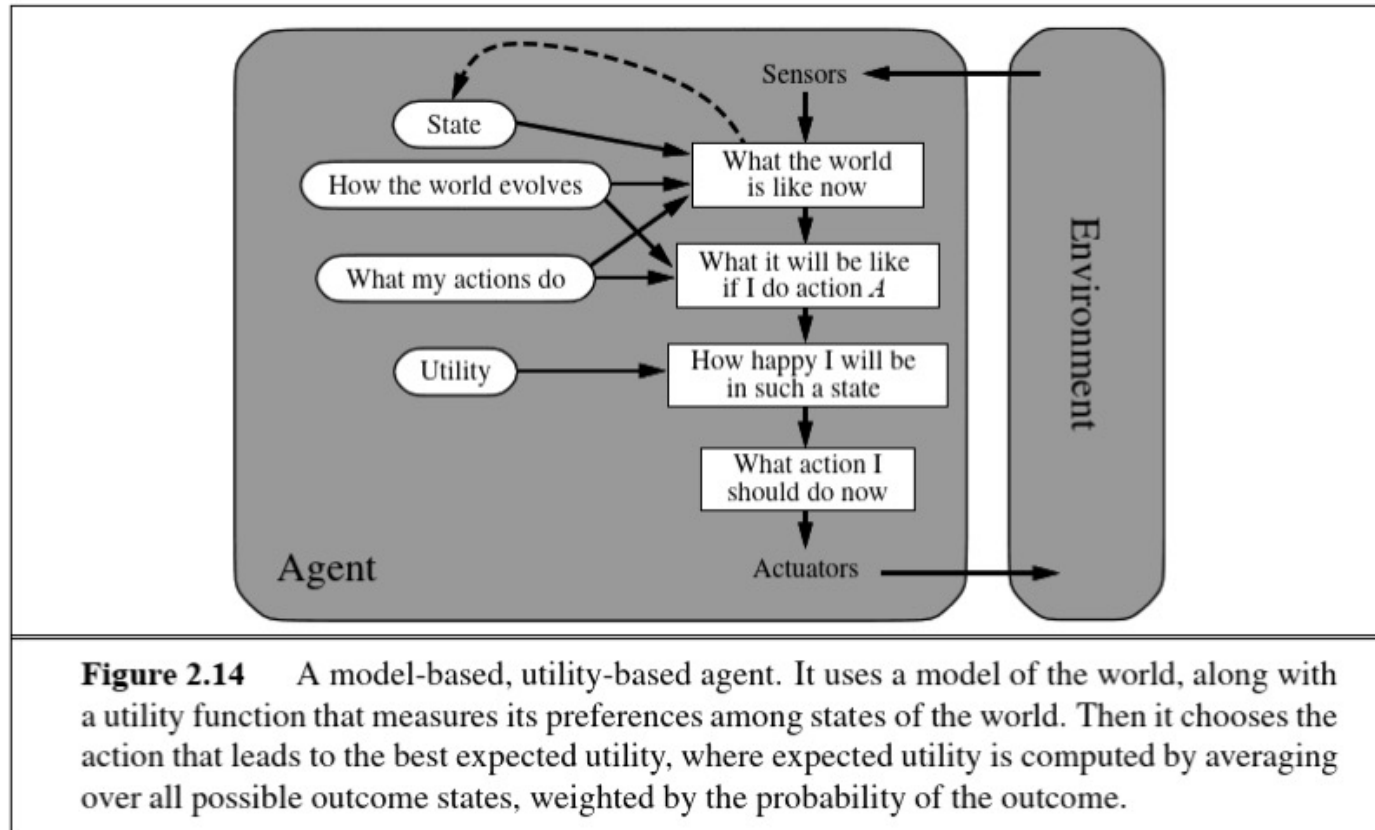 Sensors
State
What the world
is like now
How the world evolves
What my actions do
What it will be like
if I do action A
Utility
How happy I will be
in such a state
What action I
should do now
Agent
Actuators
Environment
Figure 2.14 A model-based, utility-based agent. It uses a model of the world, along with
a utility function that measures its preferences among states of the world. Then it chooses the
action that leads to the best expected utility, where expected utility is computed by averaging
over all possible outcome states, weighted by the probability of the outcome.